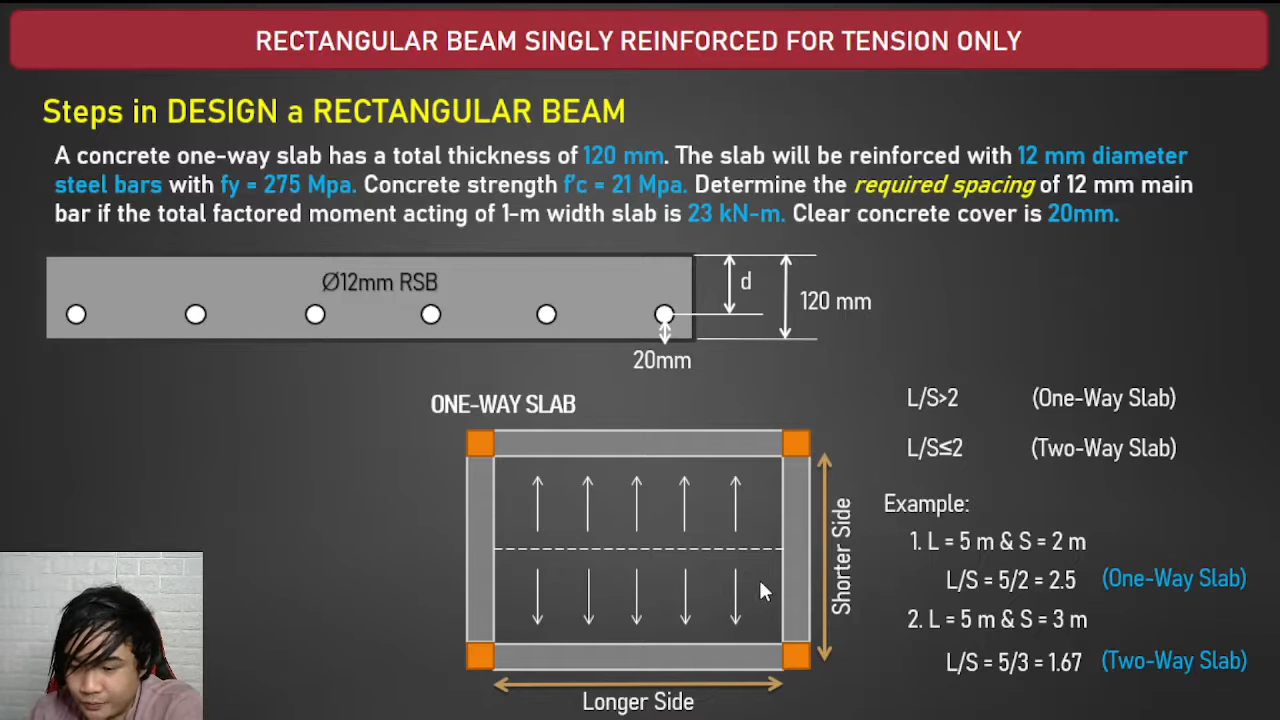 RECTANGULAR BEAM SINGLY REINFORCED FOR TENSION ONLY
Steps in DESIGN a RECTANGULAR BEAM
A concrete one-way slab has a total thickness of 120 mm. The slab will be reinforced with 12 mm diameter
steel bars with fy = 275 Mpa. Concrete strength f'c = 21 Mpa. Determine the required spacing of 12 mm main
bar if the total factored moment acting of 1-m width slab is 23 kN-m. Clear concrete cover is 20mm.
Ø12mm RSB
d
120 mm
20mm
ONE-WAY SLAB
L/S>2 (One-Way Slab)
L/S≤2 (Two-Way Slab)
Example:
1. L = 5 m & S = 2 m
L/S = 5/2 = 2.5 (One-Way Slab)
2. L = 5 m & S = 3 m
L/S = 5/3 = 1.67 (Two-Way Slab)
Shorter Side
Longer Side